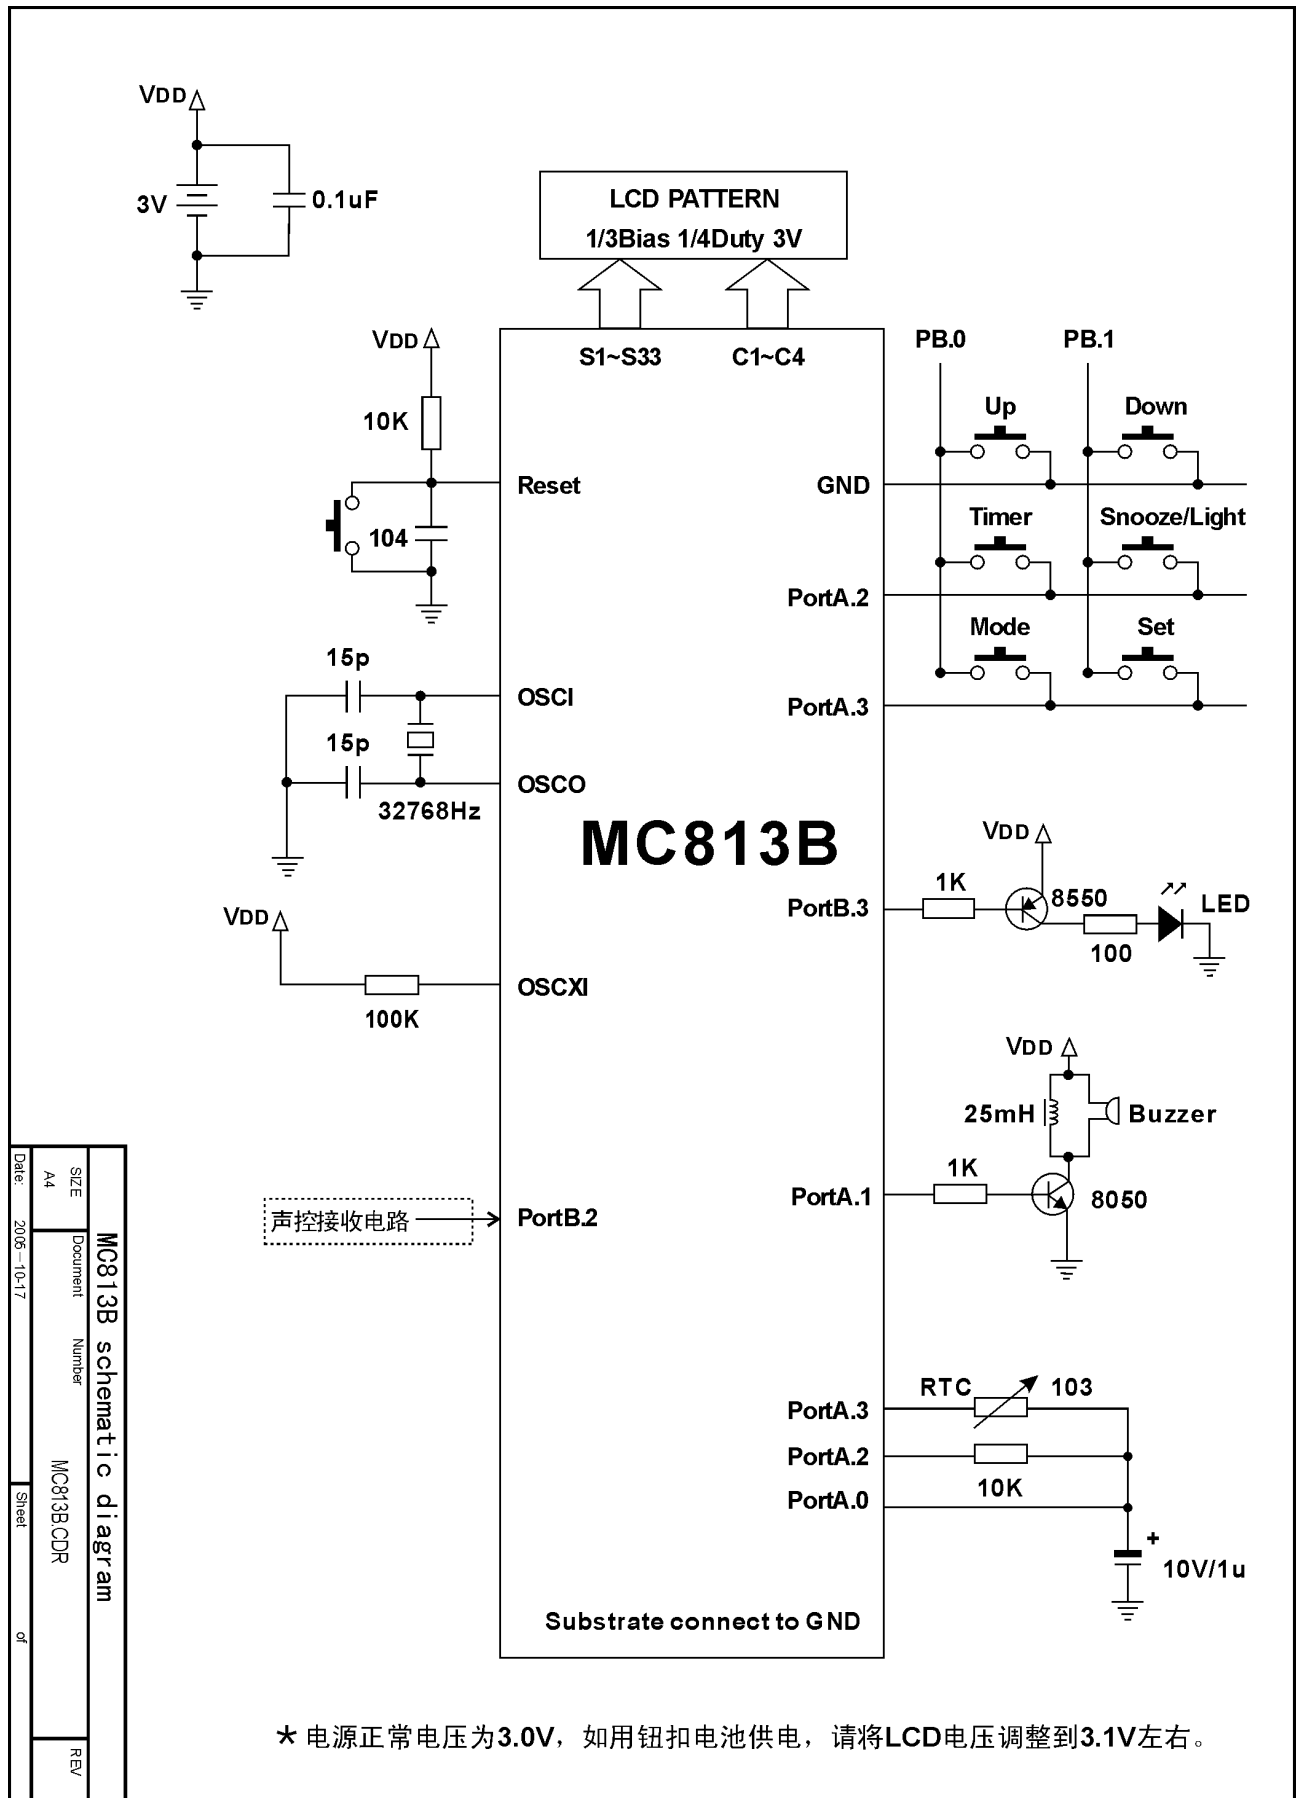 VDD
3V
0.1uF
LCD PATTERN
1/3Bias 1/4Duty 3V
S1~S33
C1~C4
VDD
10K
Reset
104
15p
OSCI
15p
OSCO
32768Hz
MC813B
VDD
OSCXI
100K
声控接收电路
PortB.2
PB.0
PB.1
Up
Down
GND
Timer
Snooze/Light
PortA.2
Mode
Set
PortA.3
VDD
1K
8550
LED
PortB.3
100
VDD
25mH
Buzzer
1K
PortA.1
8050
RTC
103
PortA.3
PortA.2
10K
PortA.0
+
10V/1u
Substrate connect to GND
* 电源正常电压为3.0V，如用钮扣电池供电，请将LCD电压调整到3.1V左右。
MC813B schematic diagram
SIZE
A4
Document Number
MC813B.CDR
REV
Date: 2005-10-17
Sheet of